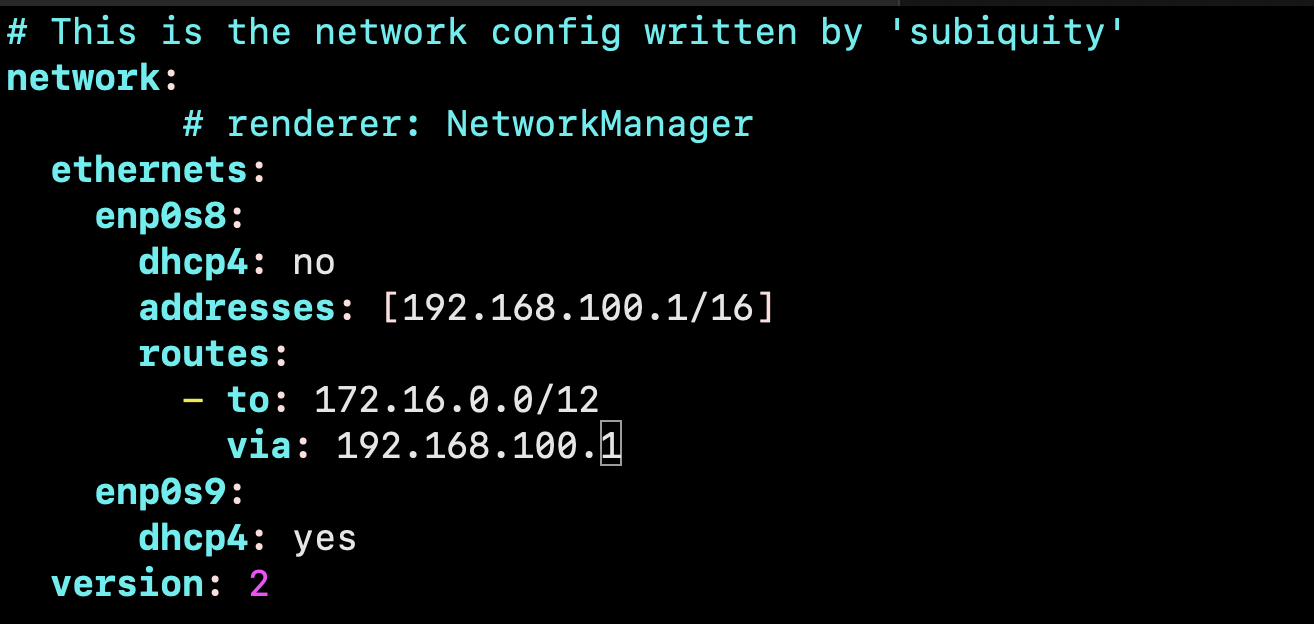 # This is the network config written by 'subiquity'
network:
        # renderer: NetworkManager
  ethernets:
    enp0s8:
      dhcp4: no
      addresses: [192.168.100.1/16]
      routes:
        - to: 172.16.0.0/12
          via: 192.168.100.1
    enp0s9:
      dhcp4: yes
  version: 2